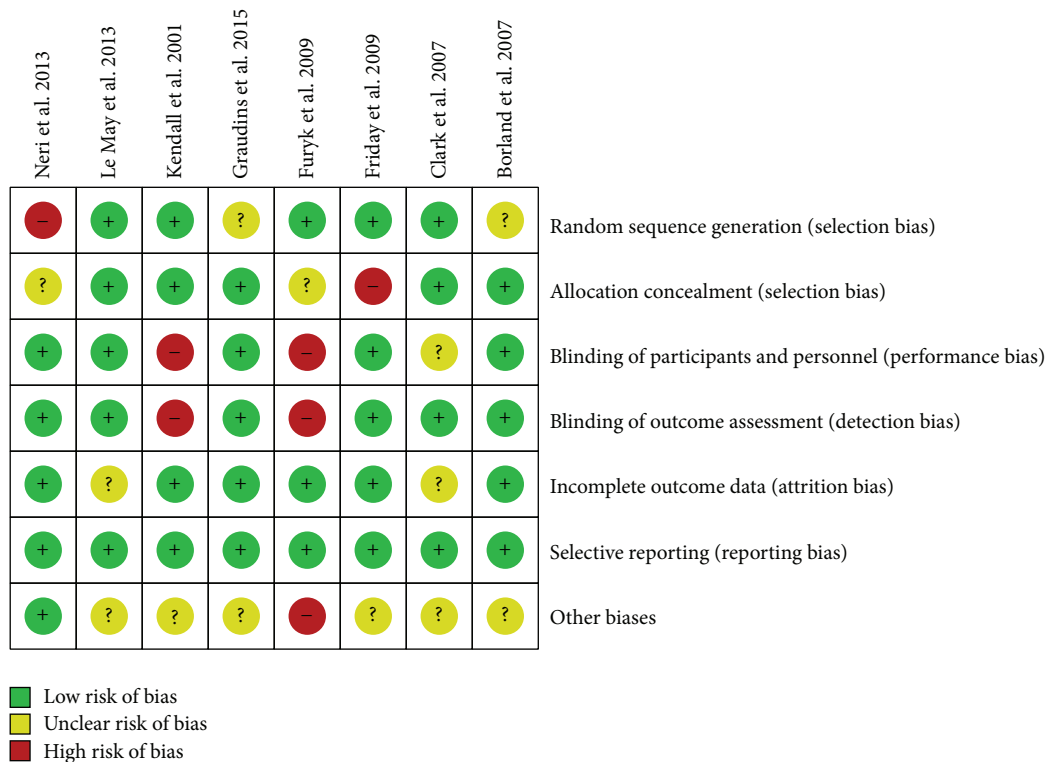 Neri et al. 2013
Le May et al. 2013
Kendall et al. 2001
Graudins et al. 2015
Furyk et al. 2009
Friday et al. 2009
Clark et al. 2007
Borland et al. 2007
− + + ? + + + ? Random sequence generation (selection bias)
? + + + ? − + + Allocation concealment (selection bias)
+ + − + − + ? + Blinding of participants and personnel (performance bias)
+ + − + − + + + Blinding of outcome assessment (detection bias)
+ ? + + + + ? + Incomplete outcome data (attrition bias)
+ + + + + + + + Selective reporting (reporting bias)
+ ? ? ? − ? ? ? Other biases
Low risk of bias
Unclear risk of bias
High risk of bias